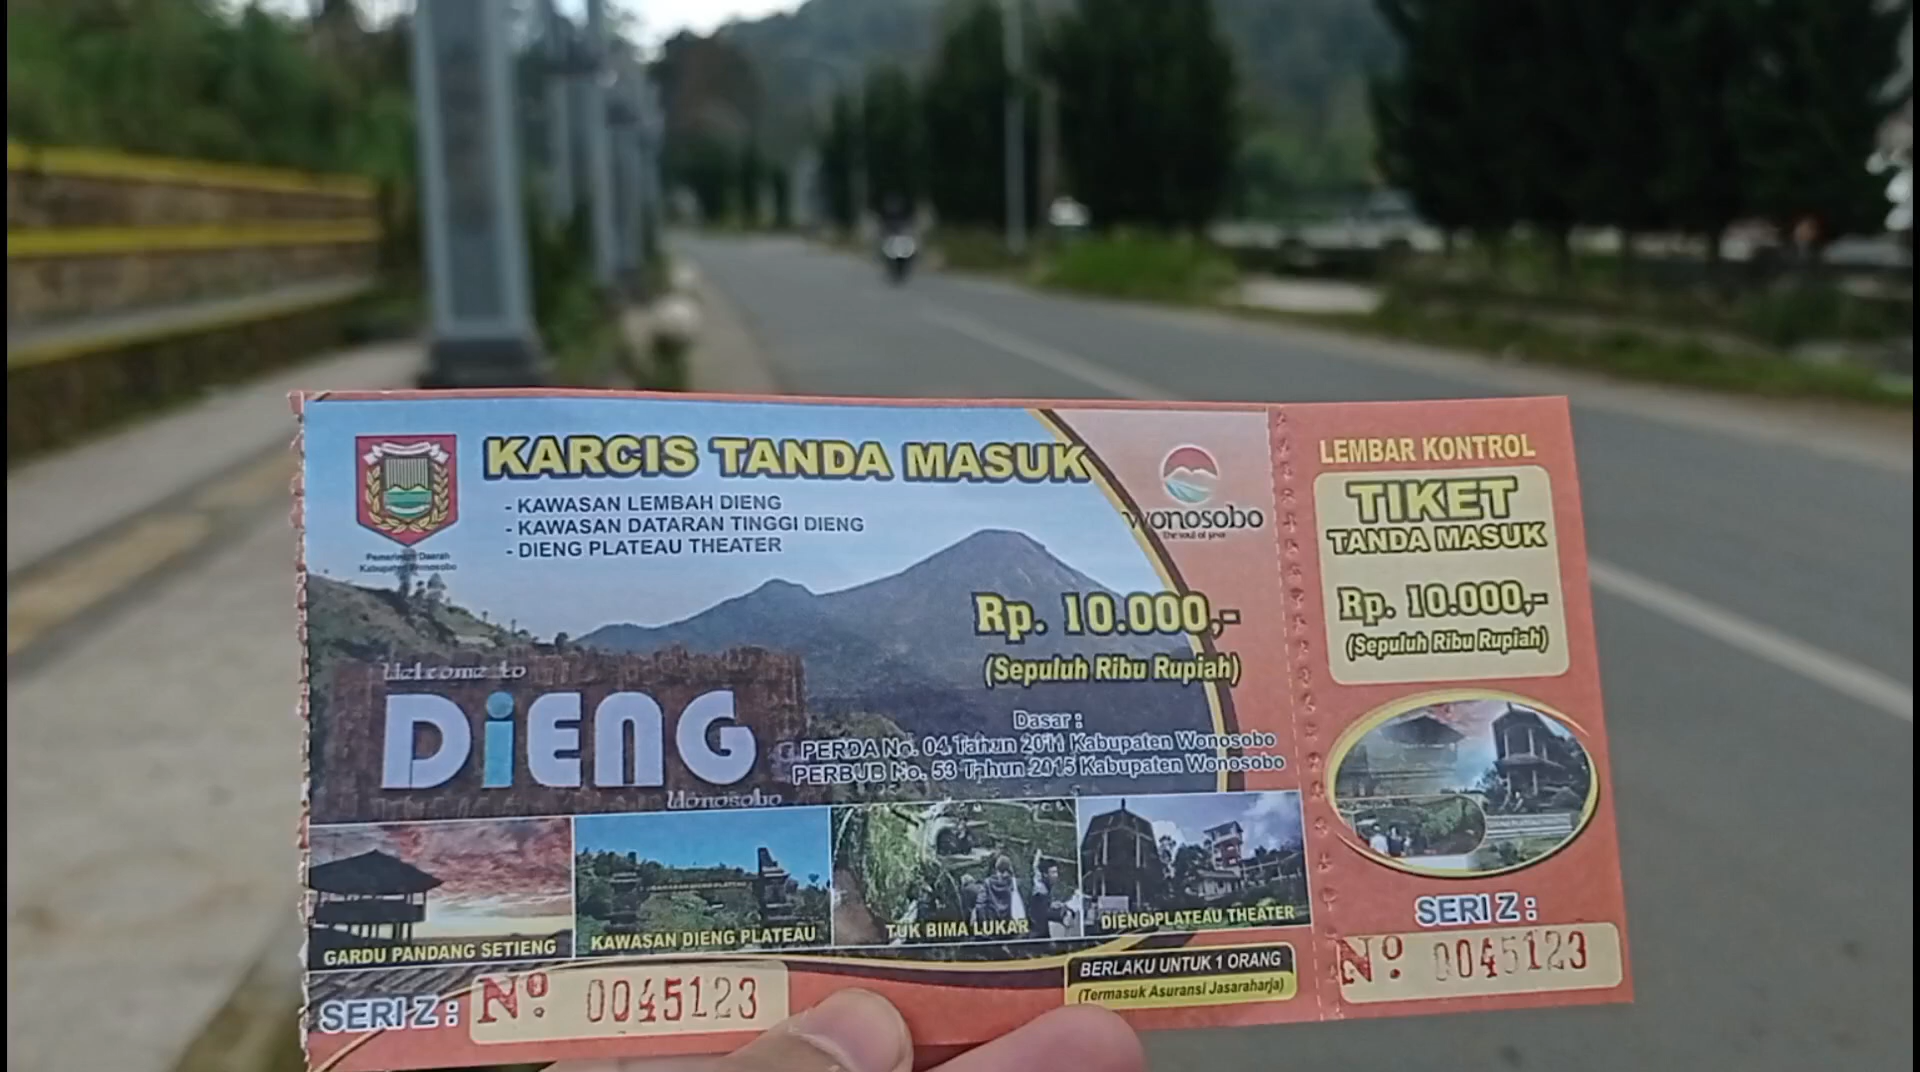 KARCIS TANDA MASUK
- KAWASAN LEMBAH DIENG
- KAWASAN DATARAN TINGGI DIENG
- DIENG PLATEAU THEATER
Pemerintah Daerah
Kabupaten Wonosobo
wonosobo
The soul of java
Rp. 10.000,-
(Sepuluh Ribu Rupiah)
Welcome to
DiENG
Wonosobo
Dasar :
PERDA No. 04 Tahun 2011 Kabupaten Wonosobo
PERBUB No. 53 Tahun 2015 Kabupaten Wonosobo
GARDU PANDANG SETIENG
KAWASAN DIENG PLATEAU
TUK BIMA LUKAR
DIENG PLATEAU THEATER
SERI Z : Nº. 0045123
BERLAKU UNTUK 1 ORANG
(Termasuk Asuransi Jasaraharja)
LEMBAR KONTROL
TIKET
TANDA MASUK
Rp. 10.000,-
(Sepuluh Ribu Rupiah)
SERI Z :
Nº. 0045123